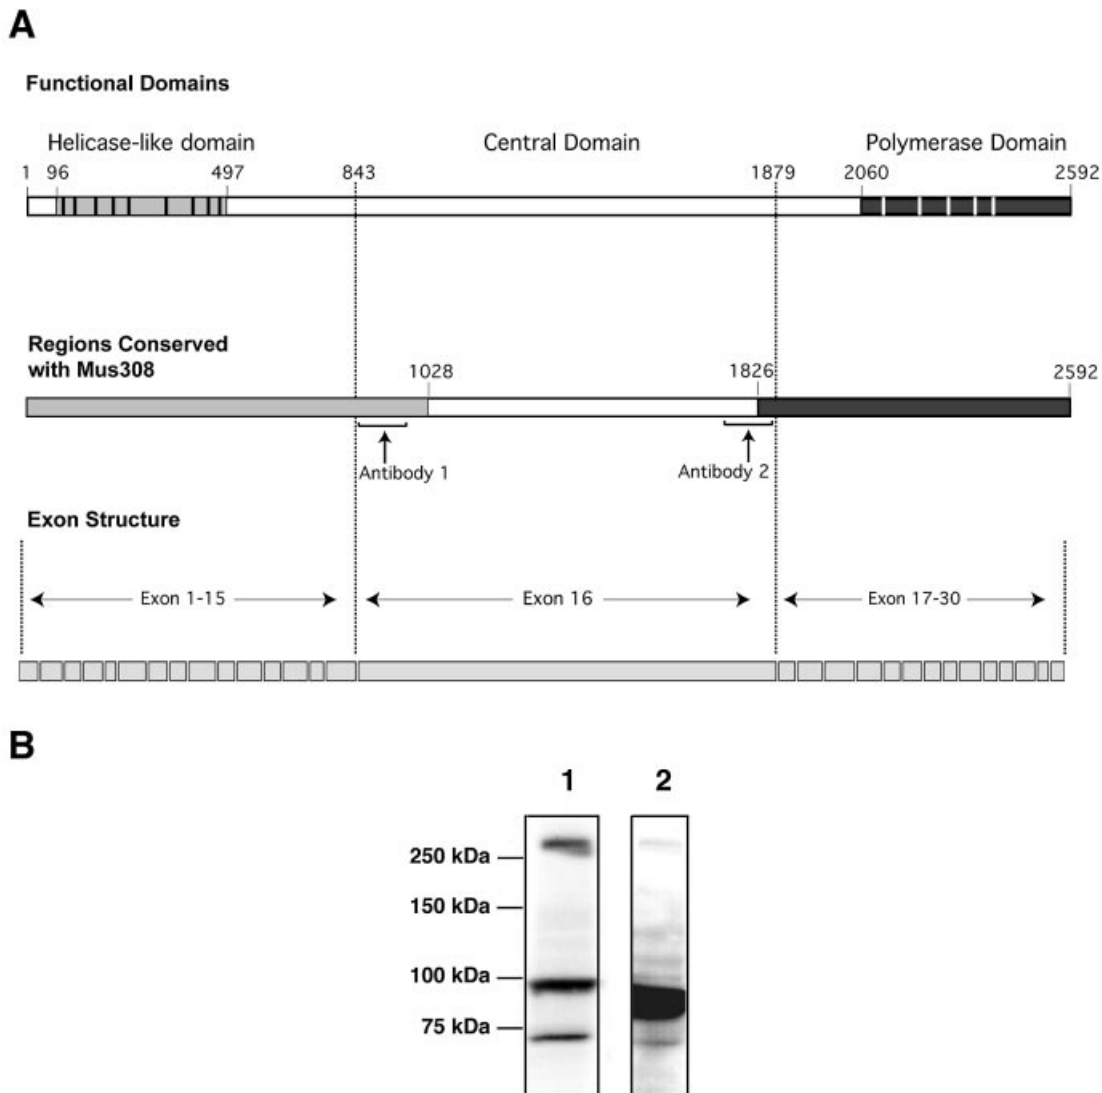 A
Functional Domains
Helicase-like domain Central Domain Polymerase Domain
1 96 497 843 1879 2060 2592
Regions Conserved
with Mus308
1028 1826 2592
Antibody 1 Antibody 2
Exon Structure
Exon 1-15 Exon 16 Exon 17-30
B
1 2
250 kDa
150 kDa
100 kDa
75 kDa